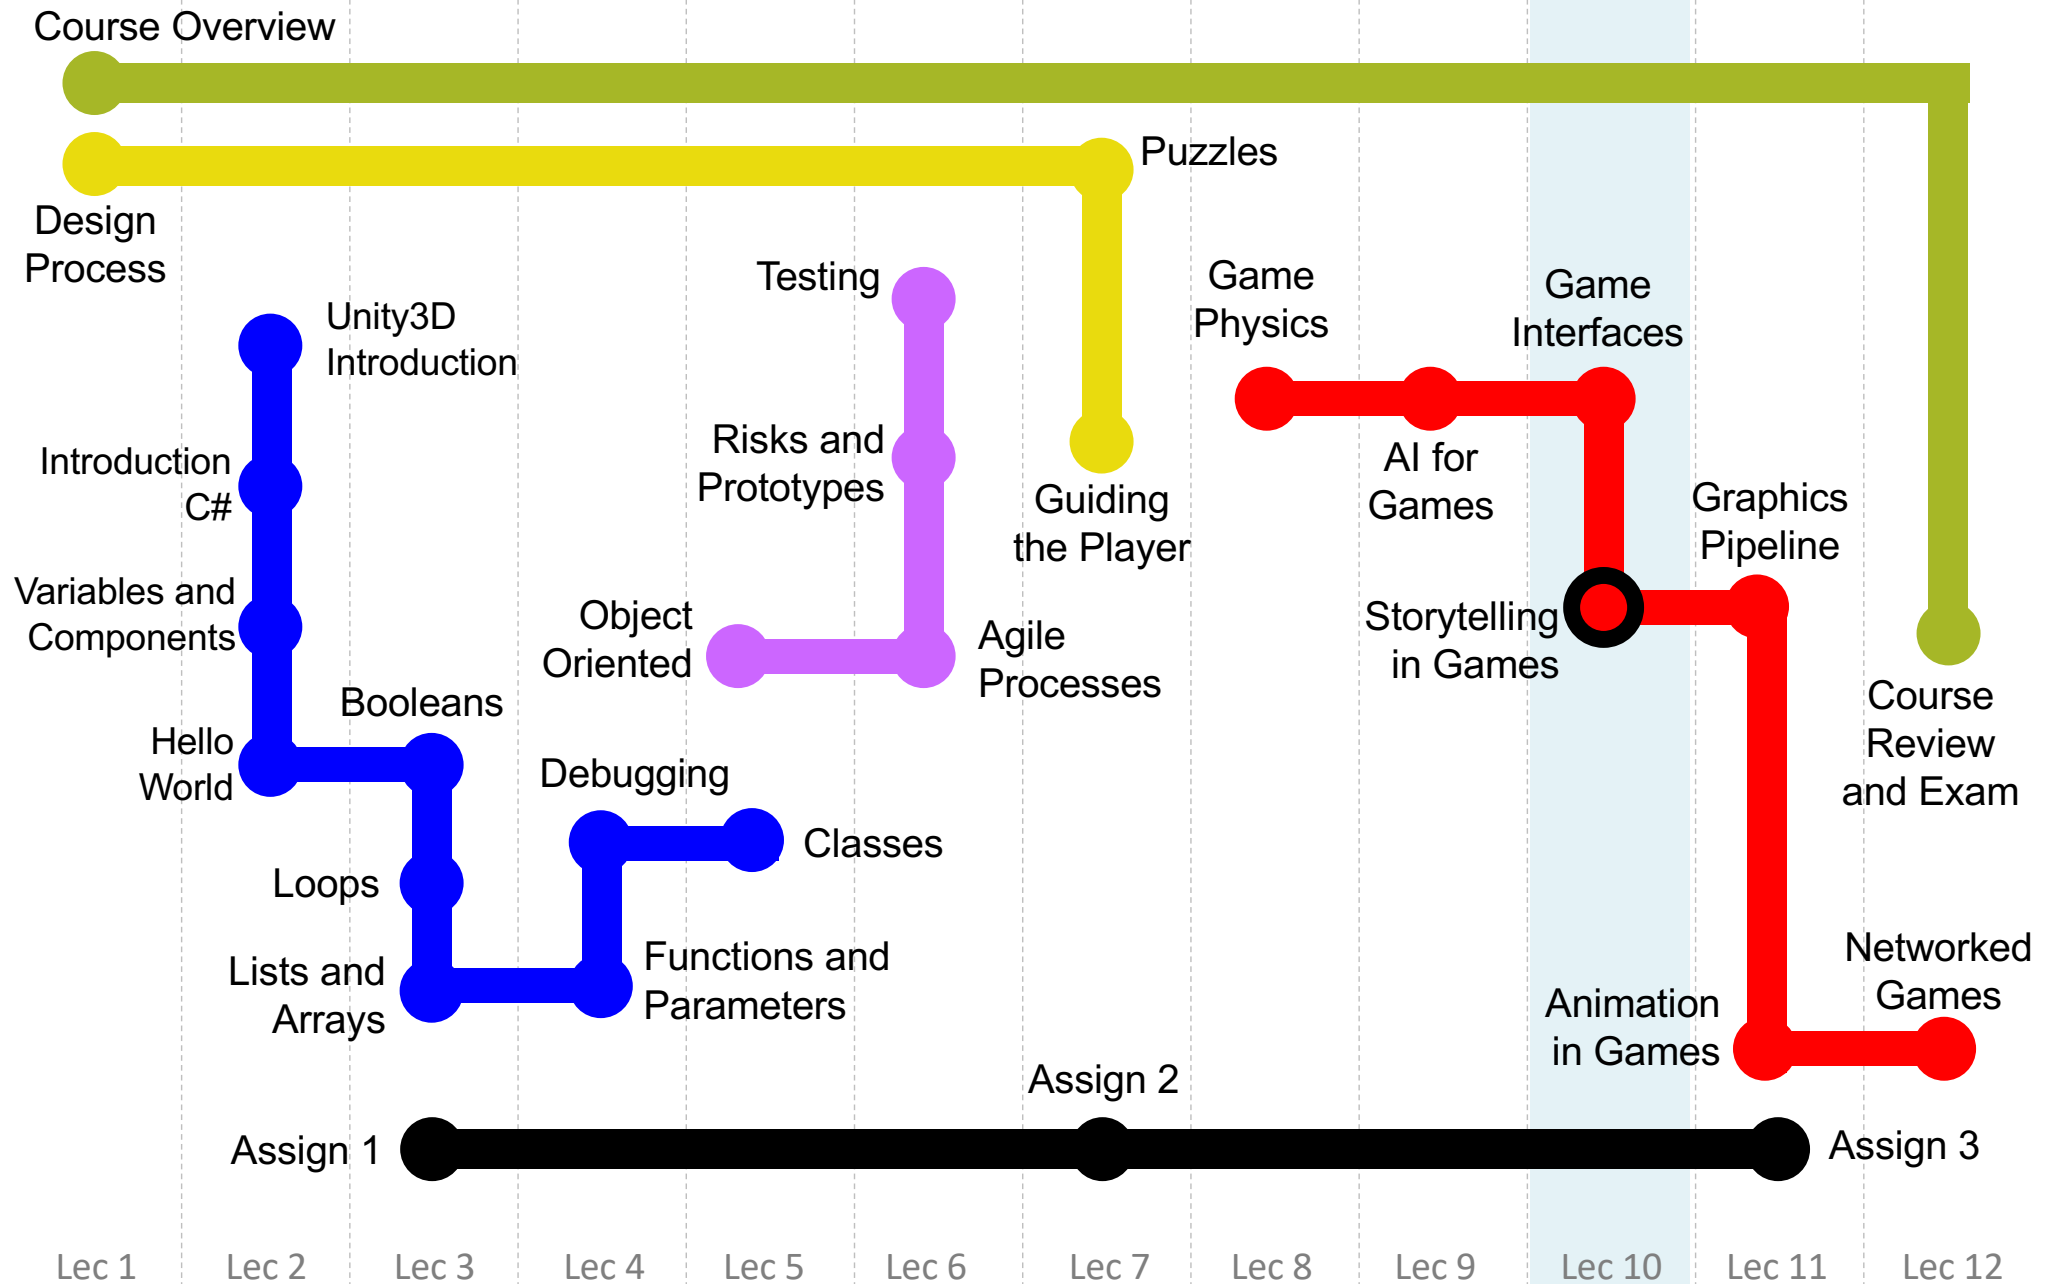 Course Overview
Design
Process
Puzzles
Unity3D
Introduction
Testing
Game
Physics
Game
Interfaces
Introduction
C#
Risks and
Prototypes
Guiding
the Player
AI for
Games
Graphics
Pipeline
Variables and
Components
Object
Oriented
Agile
Processes
Storytelling
in Games
Course
Review
and Exam
Hello
World
Booleans
Debugging
Classes
Loops
Lists and
Arrays
Functions and
Parameters
Networked
Games
Animation
in Games
Assign 1
Assign 2
Assign 3
Lec 1
Lec 2
Lec 3
Lec 4
Lec 5
Lec 6
Lec 7
Lec 8
Lec 9
Lec 10
Lec 11
Lec 12